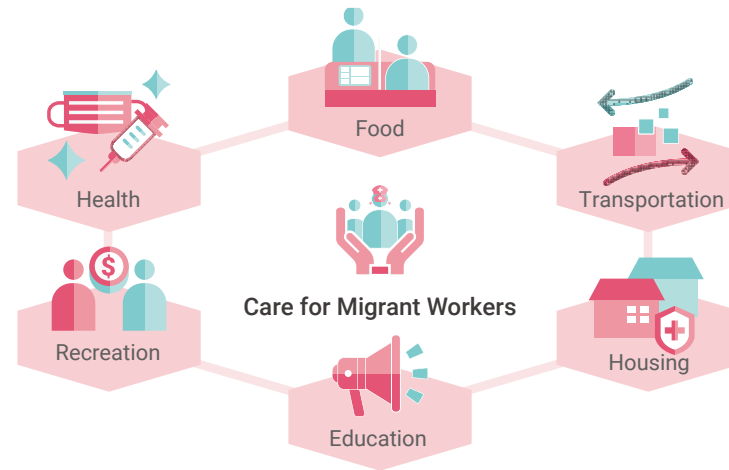 Food
Health
Transportation
$
Care for Migrant Workers
Recreation
Housing
Education